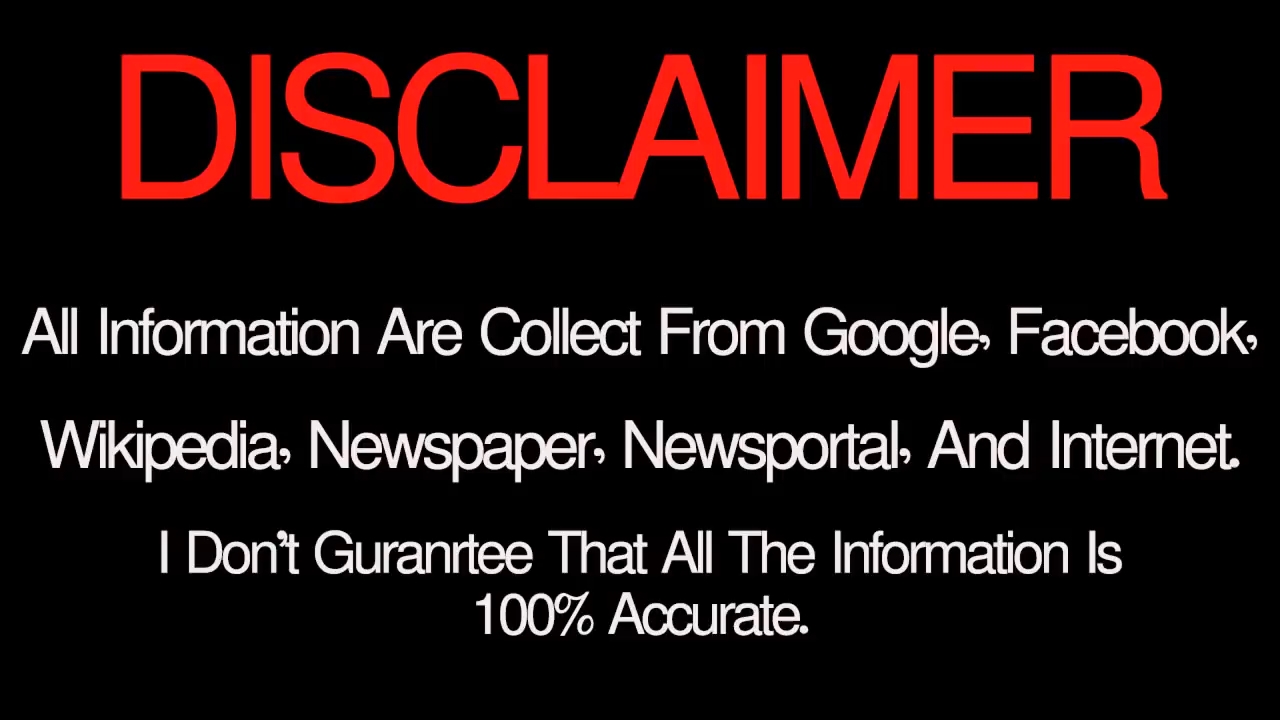 DISCLAIMER
All Information Are Collect From Google, Facebook,
Wikipedia, Newspaper, Newsportal, And Internet.
I Don't Guranrtee That All The Information Is
100% Accurate.